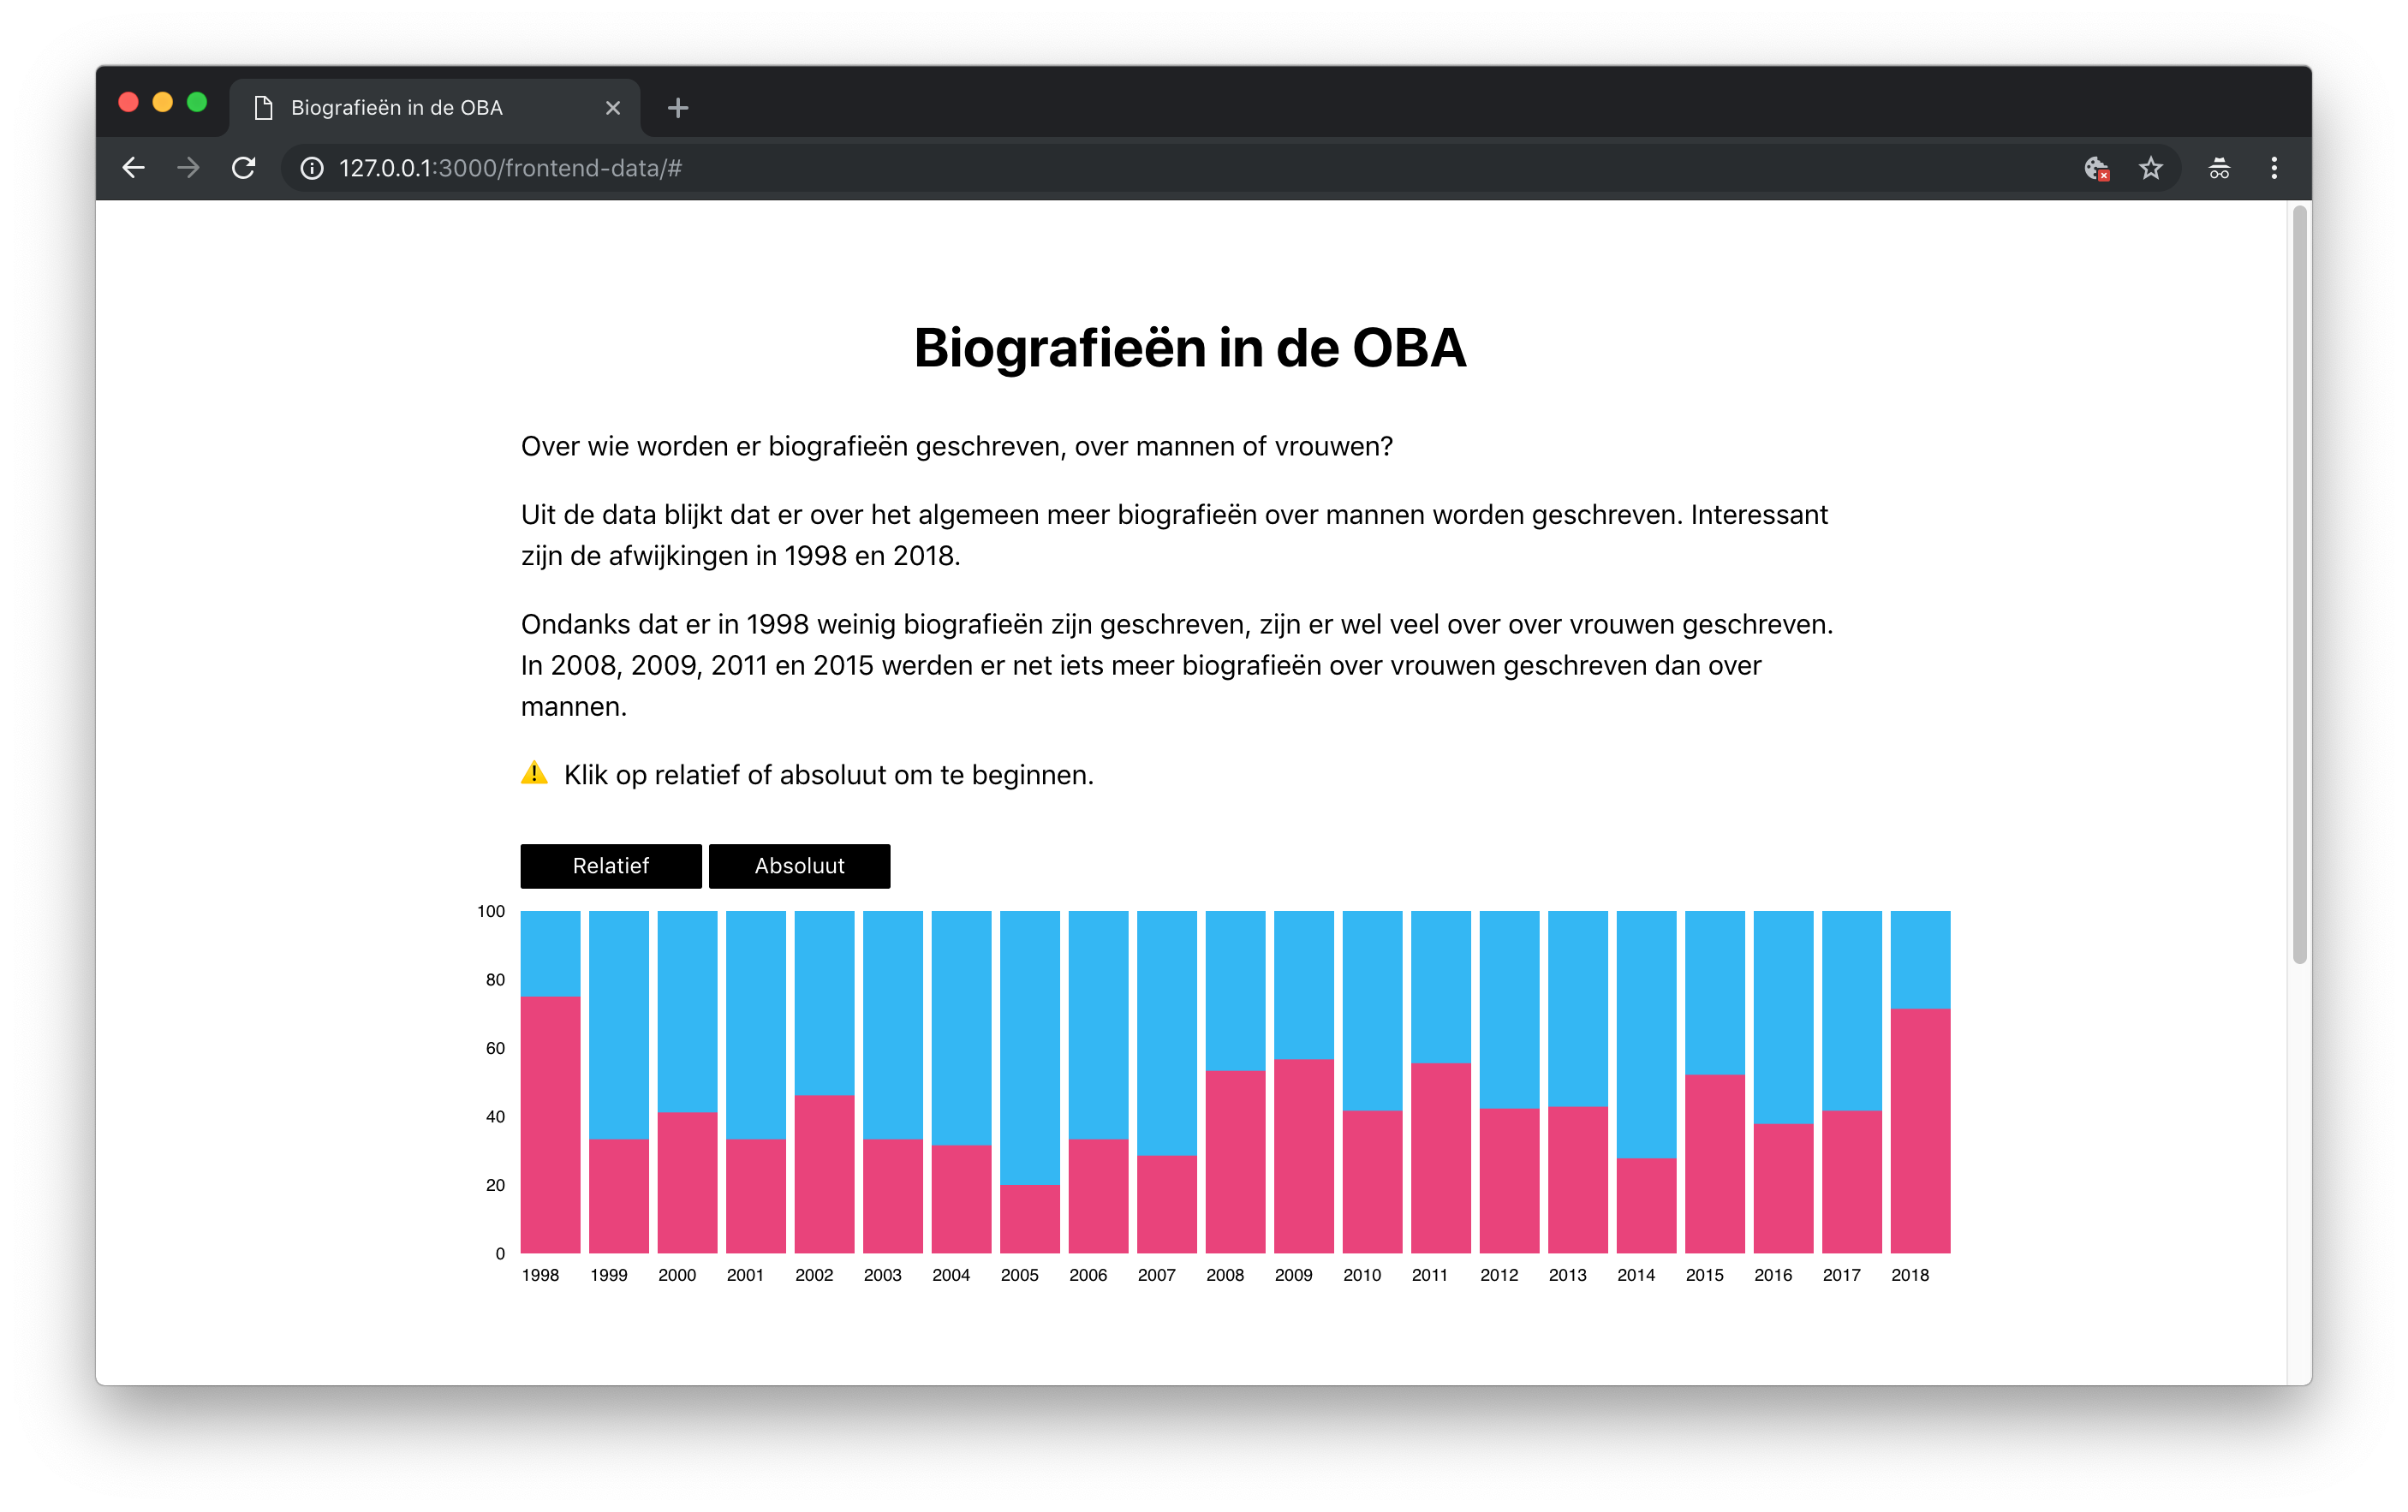 Biografieën in de OBA
127.0.0.1:3000/frontend-data/#
Biografieën in de OBA
Over wie worden er biografieën geschreven, over mannen of vrouwen?
Uit de data blijkt dat er over het algemeen meer biografieën over mannen worden geschreven. Interessant
zijn de afwijkingen in 1998 en 2018.
Ondanks dat er in 1998 weinig biografieën zijn geschreven, zijn er wel veel over over vrouwen geschreven.
In 2008, 2009, 2011 en 2015 werden er net iets meer biografieën over vrouwen geschreven dan over
mannen.
⚠️ Klik op relatief of absoluut om te beginnen.
Relatief Absoluut
100
80
60
40
20
0
1998 1999 2000 2001 2002 2003 2004 2005 2006 2007 2008 2009 2010 2011 2012 2013 2014 2015 2016 2017 2018